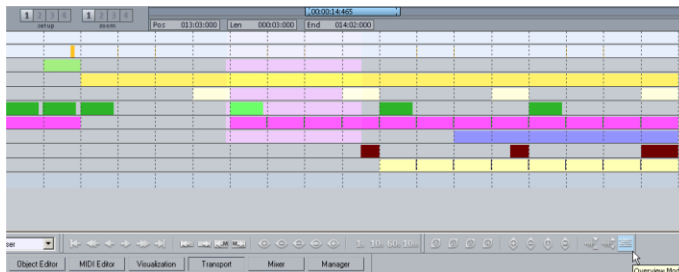 1 2 3 4 1 2 3 4
setup zoom
00:00:14:465
Pos 013:03:000 Len 000:03:000 End 014:02:000
ser
Object Editor MIDI Editor Visualization Transport Mixer Manager
Overview Mod